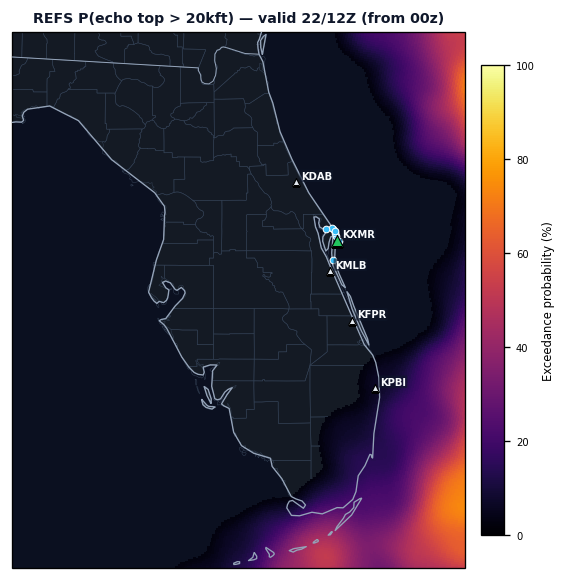 REFS P(echo top > 20kft) — valid 22/12Z (from 00z)
KDAB
KXMR
KMLB
KFPR
KPBI
100
80
60
40
20
0
Exceedance probability (%)